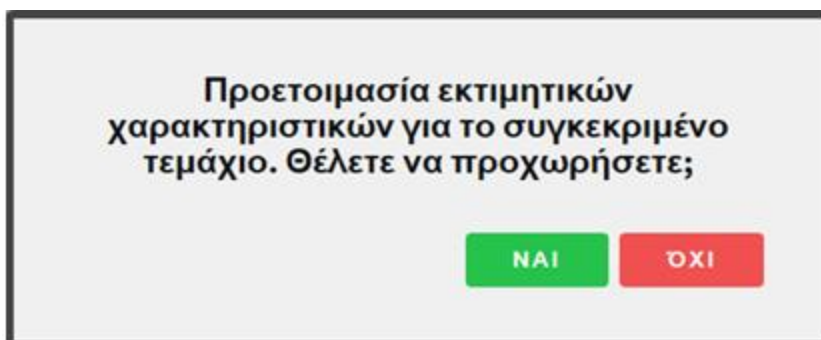 Προετοιμασία εκτιμητικών
χαρακτηριστικών για το συγκεκριμένο
τεμάχιο. Θέλετε να προχωρήσετε;
ΝΑΙ
ΌΧΙ